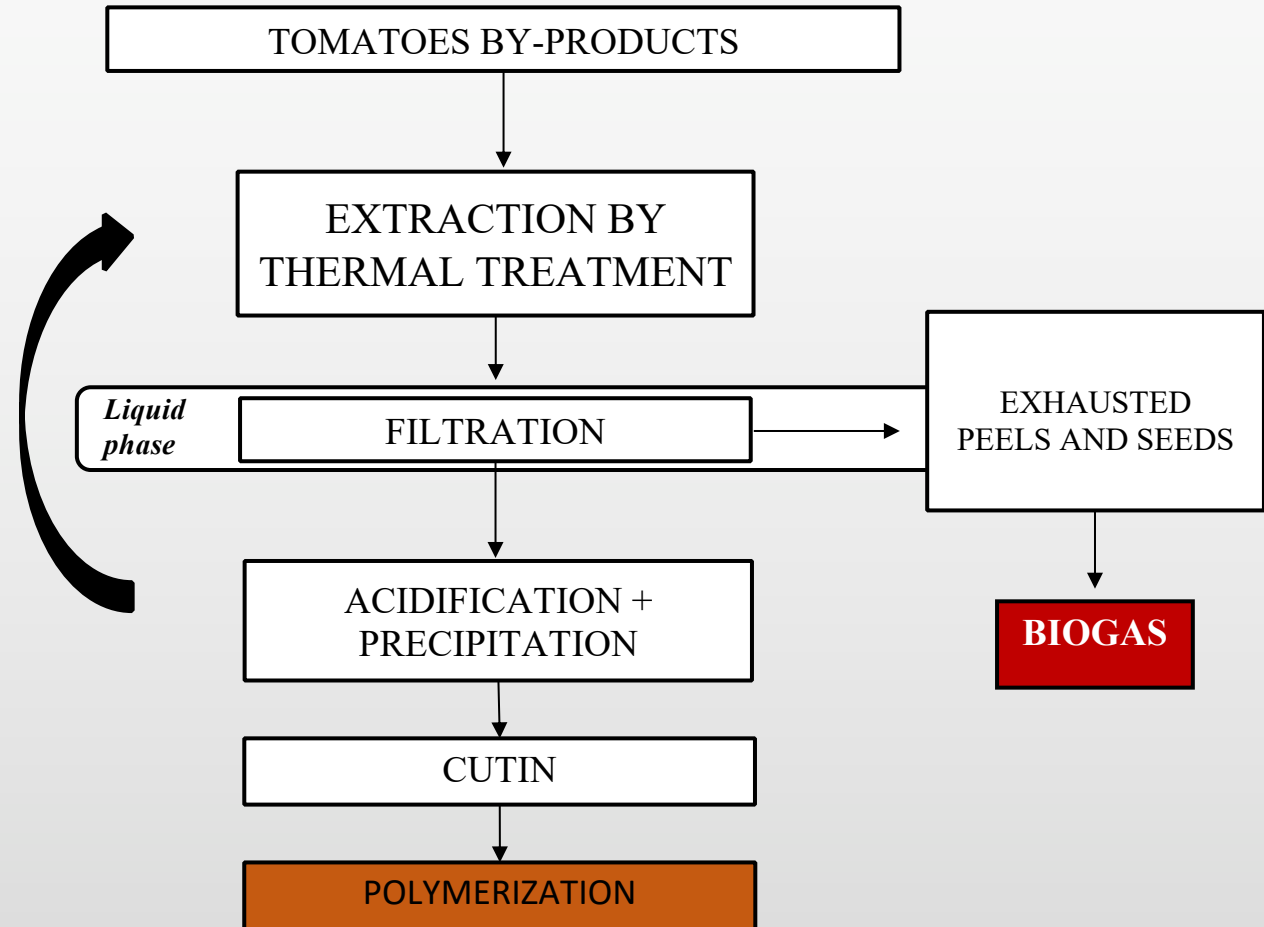 TOMATOES BY-PRODUCTS
EXTRACTION BY
THERMAL TREATMENT
Liquid
phase
FILTRATION
EXHAUSTED
PEELS AND SEEDS
ACIDIFICATION +
PRECIPITATION
BIOGAS
CUTIN
POLYMERIZATION